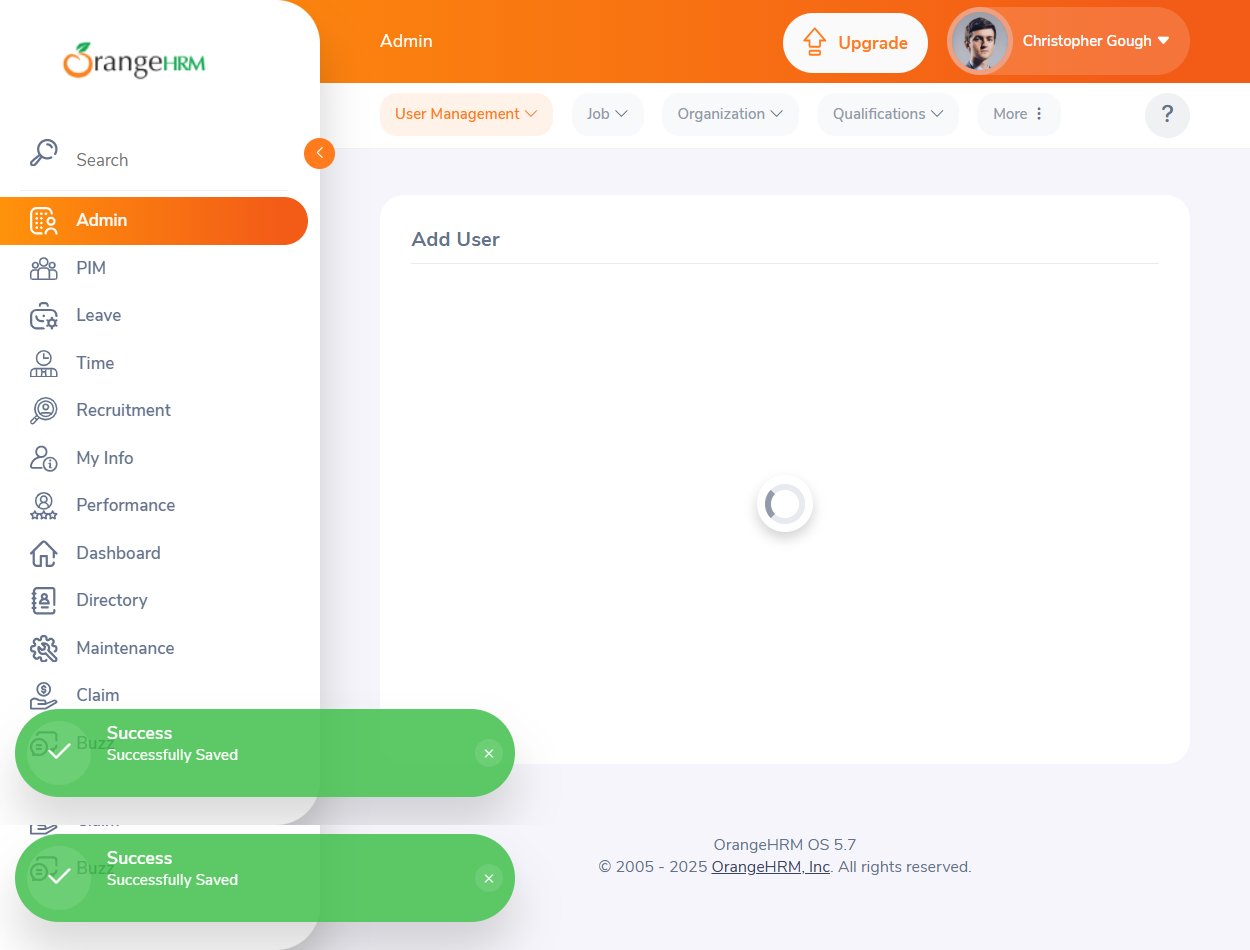 OrangeHRM
Search
Admin
PIM
Leave
Time
Recruitment
My Info
Performance
Dashboard
Directory
Maintenance
Claim
Buzz
Admin
Upgrade
Christopher Gough
User Management
Job
Organization
Qualifications
More
?
Add User
Success
Successfully Saved
Claim
Buzz
Success
Successfully Saved
OrangeHRM OS 5.7
© 2005 - 2025 OrangeHRM, Inc. All rights reserved.